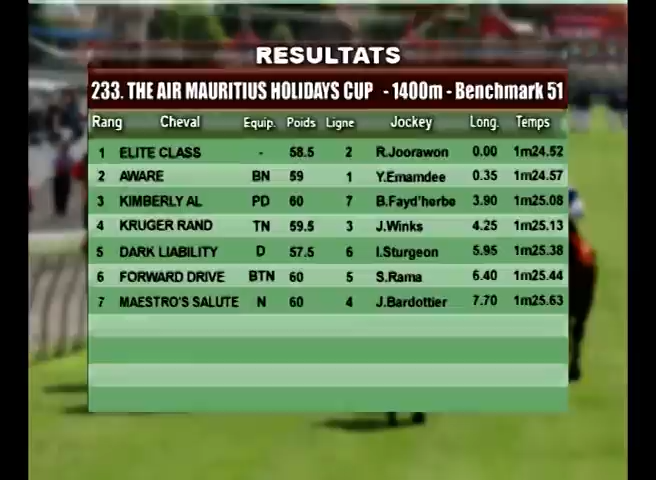 RESULTATS
233. THE AIR MAURITIUS HOLIDAYS CUP - 1400m - Benchmark 51
Rang Cheval Equip. Poids Ligne Jockey Long. Temps
1 ELITE CLASS - 58.5 2 R.Joorawon 0.00 1m24.52
2 AWARE BN 59 1 Y.Emamdee 0.35 1m24.57
3 KIMBERLY AL PD 60 7 B.Fayd'herbe 3.90 1m25.08
4 KRUGER RAND TN 59.5 3 J.Winks 4.25 1m25.13
5 DARK LIABILITY D 57.5 6 I.Sturgeon 5.95 1m25.38
6 FORWARD DRIVE BTN 60 5 S.Rama 6.40 1m25.44
7 MAESTRO'S SALUTE N 60 4 J.Bardottier 7.70 1m25.63